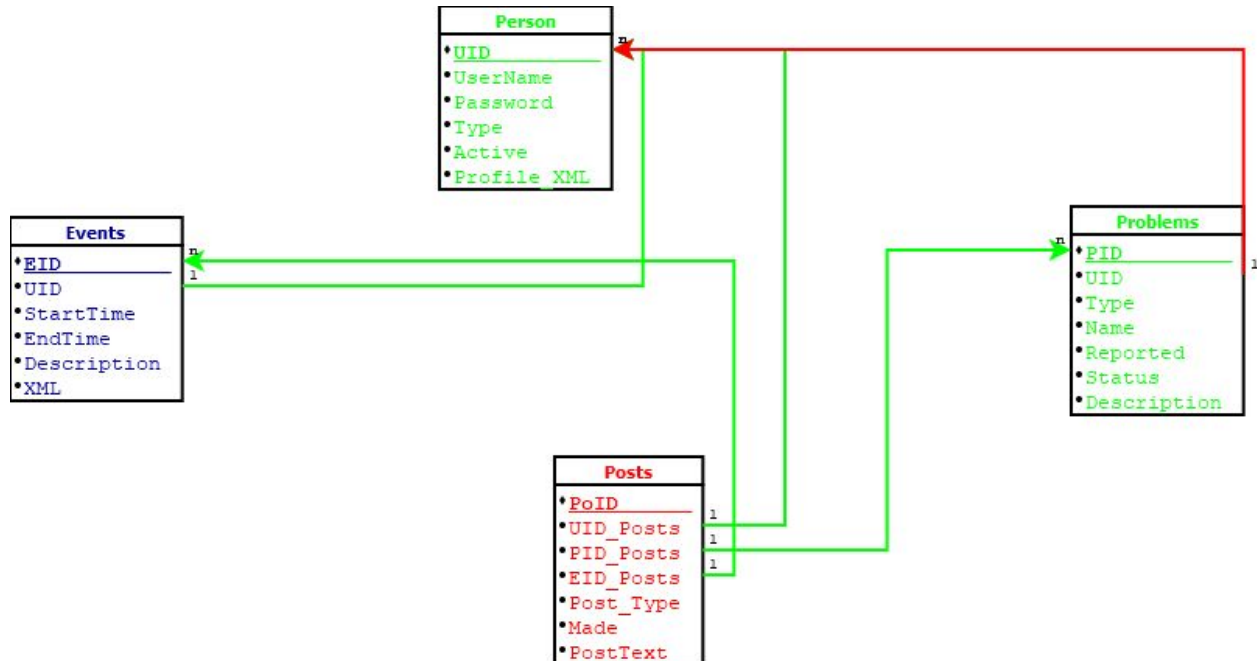 Person
UID
UserName
Password
Type
Active
Profile_XML
n
Events
EID
UID
StartTime
EndTime
Description
XML
n
1
Problems
PID
UID
Type
Name
Reported
Status
Description
n
1
Posts
PoID
UID_Posts
PID_Posts
EID_Posts
Post_Type
Made
PostText
1
1
1